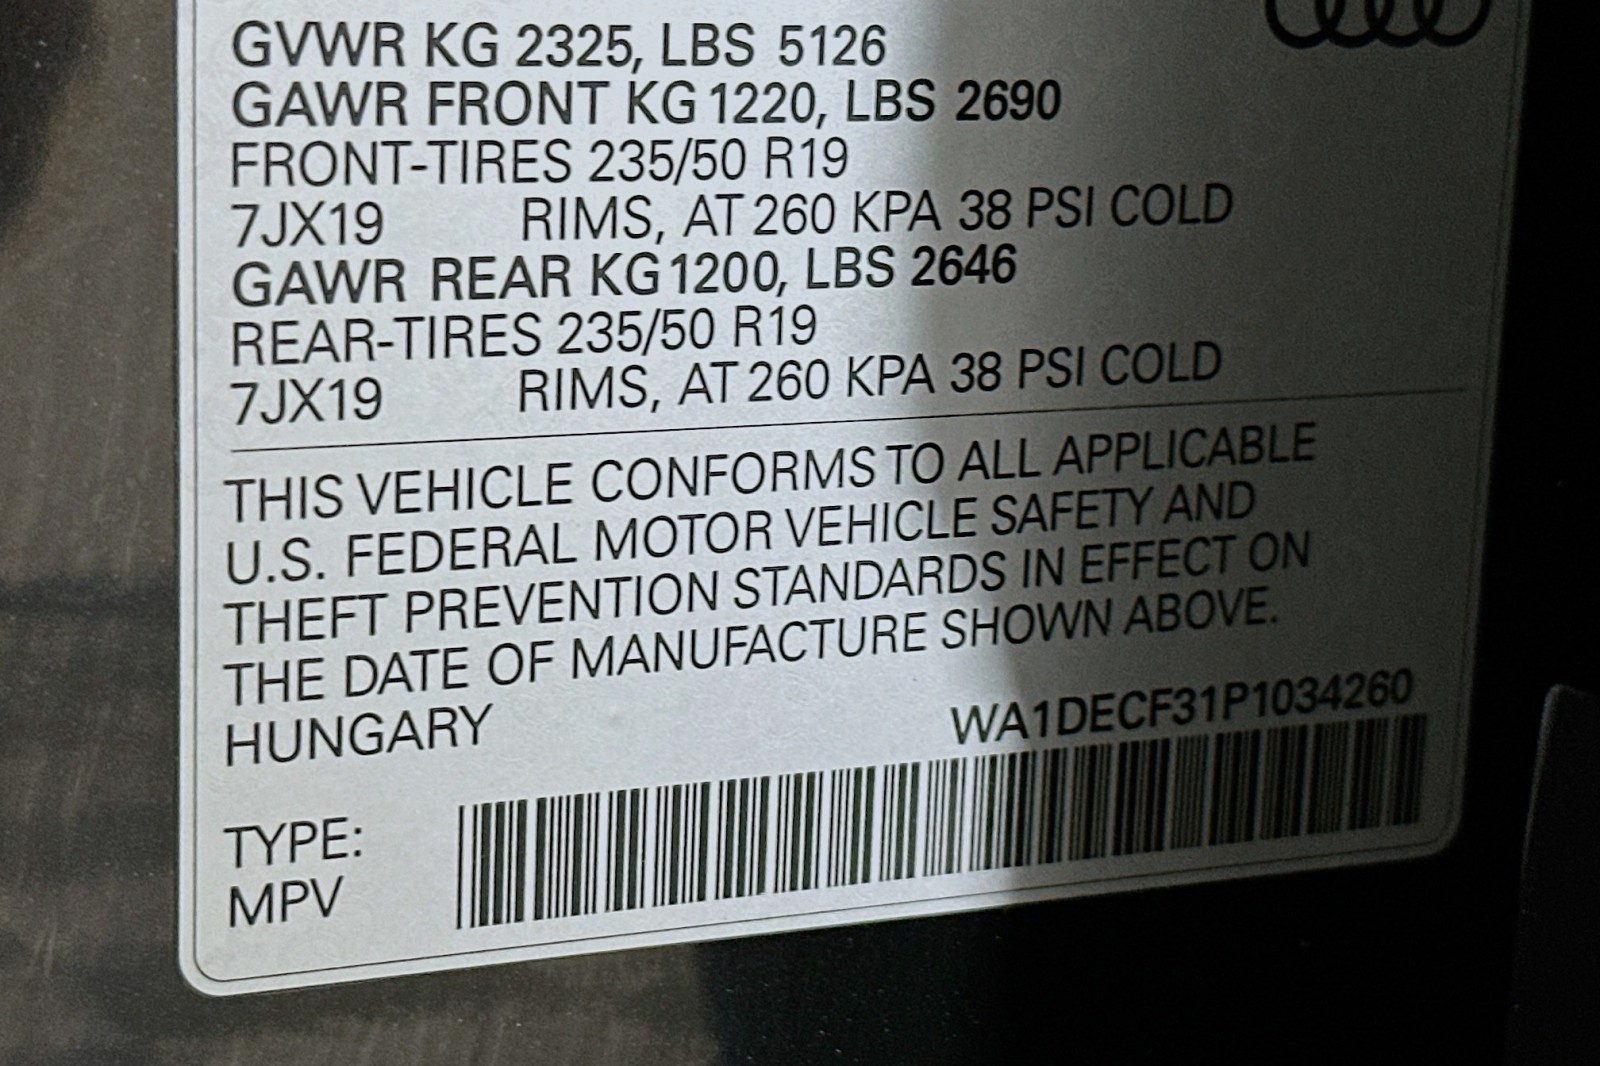 GVWR KG 2325, LBS 5126
GAWR FRONT KG 1220, LBS 2690
FRONT-TIRES 235/50 R19
7JX19 RIMS, AT 260 KPA 38 PSI COLD
GAWR REAR KG 1200, LBS 2646
REAR-TIRES 235/50 R19
7JX19 RIMS, AT 260 KPA 38 PSI COLD
THIS VEHICLE CONFORMS TO ALL APPLICABLE
U.S. FEDERAL MOTOR VEHICLE SAFETY AND
THEFT PREVENTION STANDARDS IN EFFECT ON
THE DATE OF MANUFACTURE SHOWN ABOVE.
HUNGARY WA1DECF31P1034260
TYPE:
MPV